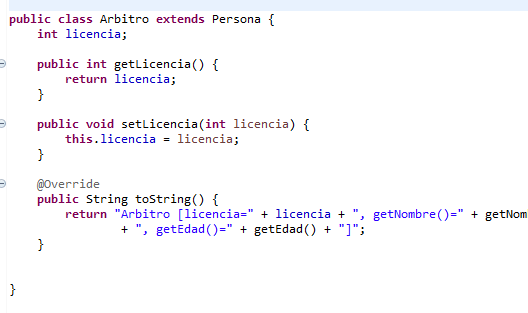 public class Arbitro extends Persona {
int licencia;
public int getLicencia() {
return licencia;
}
public void setLicencia(int licencia) {
this.licencia = licencia;
}
@Override
public String toString() {
return "Arbitro [licencia=" + licencia + ", getNombre()=" + getNom
+ ", getEdad()=" + getEdad() + "]";
}
}